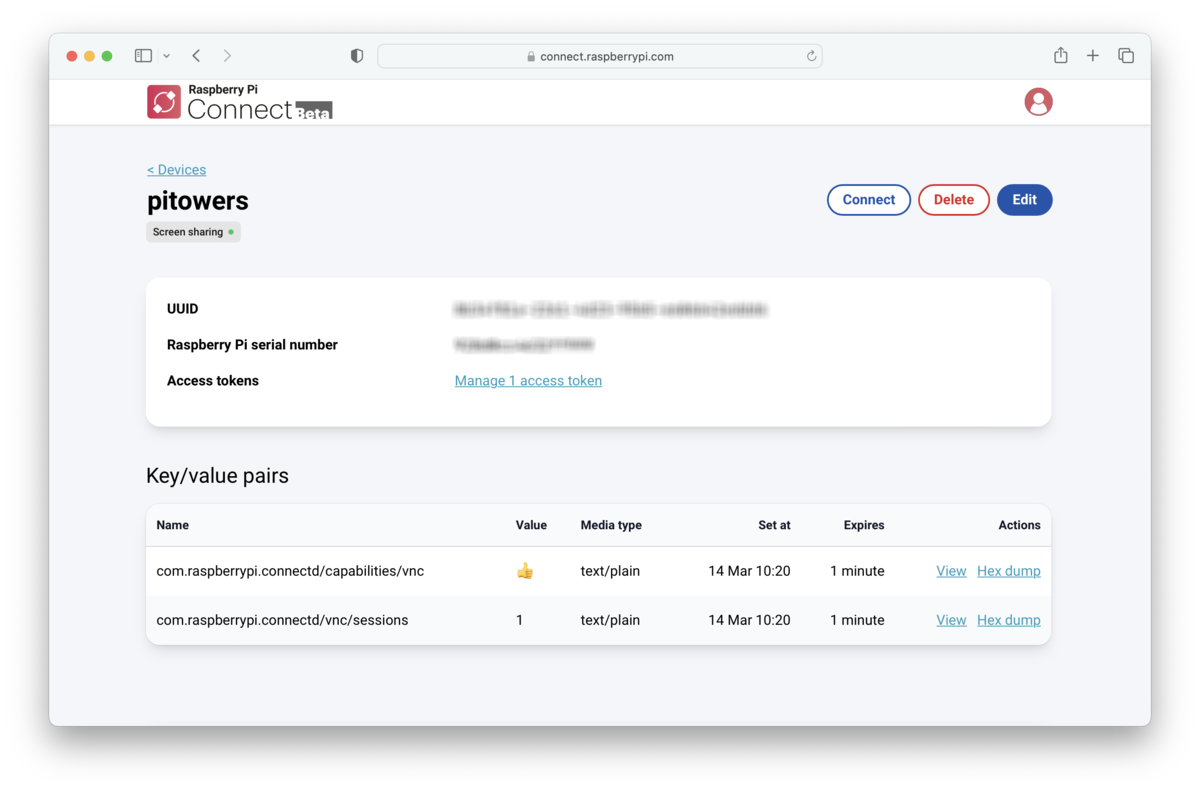 connect.raspberrypi.com
Raspberry Pi
Connect Beta
< Devices
pitowers
Connect Delete Edit
Screen sharing
UUID
Raspberry Pi serial number
Access tokens Manage 1 access token
Key/value pairs
Name Value Media type Set at Expires Actions
com.raspberrypi.connectd/capabilities/vnc 👍 text/plain 14 Mar 10:20 1 minute View Hex dump
com.raspberrypi.connectd/vnc/sessions 1 text/plain 14 Mar 10:20 1 minute View Hex dump